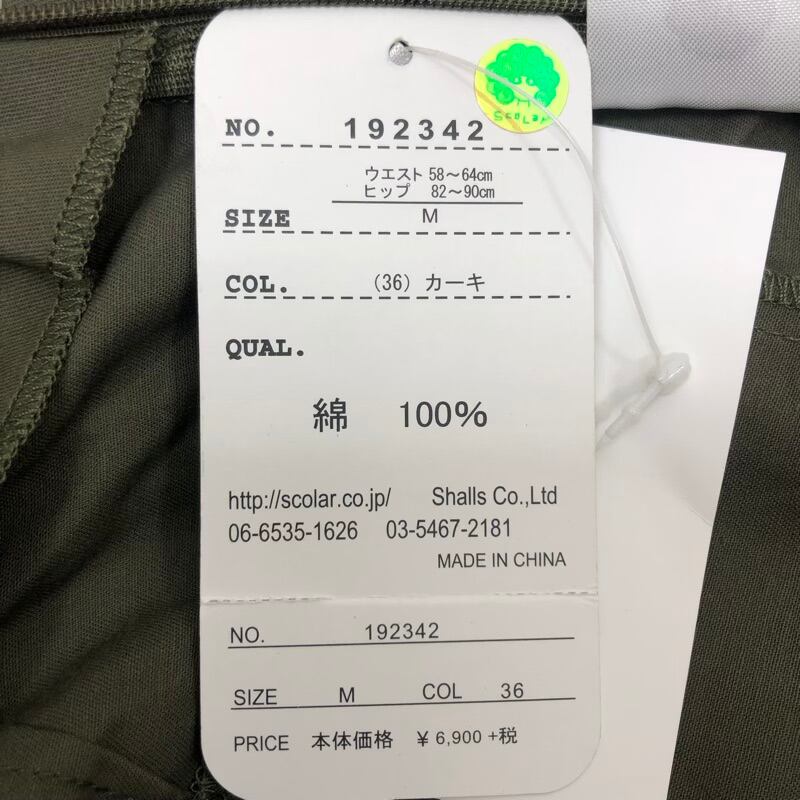 Scolar
NO. 192342
ウエスト 58～64cm
ヒップ 82～90cm
SIZE M
COL. (36) カーキ
QUAL.
綿 100%
http://scolar.co.jp/ Shalls Co.,Ltd
06-6535-1626 03-5467-2181
MADE IN CHINA
NO. 192342
SIZE M COL 36
PRICE 本体価格 ¥ 6,900 +税